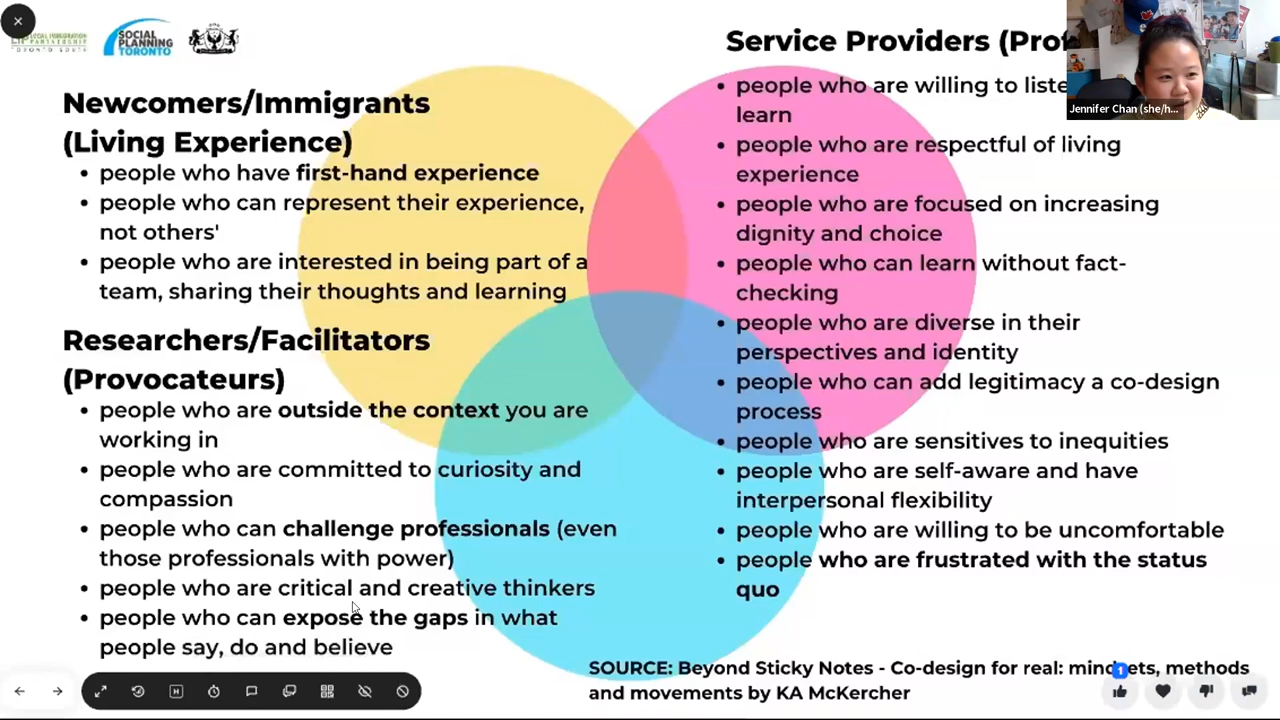 LOCAL IMMIGRATION
PARTNERSHIP
TORONTO SOUTH
SOCIAL
PLANNING
TORONTO
Newcomers/Immigrants
(Living Experience)
• people who have first-hand experience
• people who can represent their experience,
not others'
• people who are interested in being part of a
team, sharing their thoughts and learning
Researchers/Facilitators
(Provocateurs)
• people who are outside the context you are
working in
• people who are committed to curiosity and
compassion
• people who can challenge professionals (even
those professionals with power)
• people who are critical and creative thinkers
• people who can expose the gaps in what
people say, do and believe
Service Providers (Prof
• people who are willing to liste
learn
• people who are respectful of living
experience
• people who are focused on increasing
dignity and choice
• people who can learn without fact-
checking
• people who are diverse in their
perspectives and identity
• people who can add legitimacy a co-design
process
• people who are sensitives to inequities
• people who are self-aware and have
interpersonal flexibility
• people who are willing to be uncomfortable
• people who are frustrated with the status
quo
Jennifer Chan (she/h...
SOURCE: Beyond Sticky Notes - Co-design for real: mindsets, methods
and movements by KA McKercher
H
1